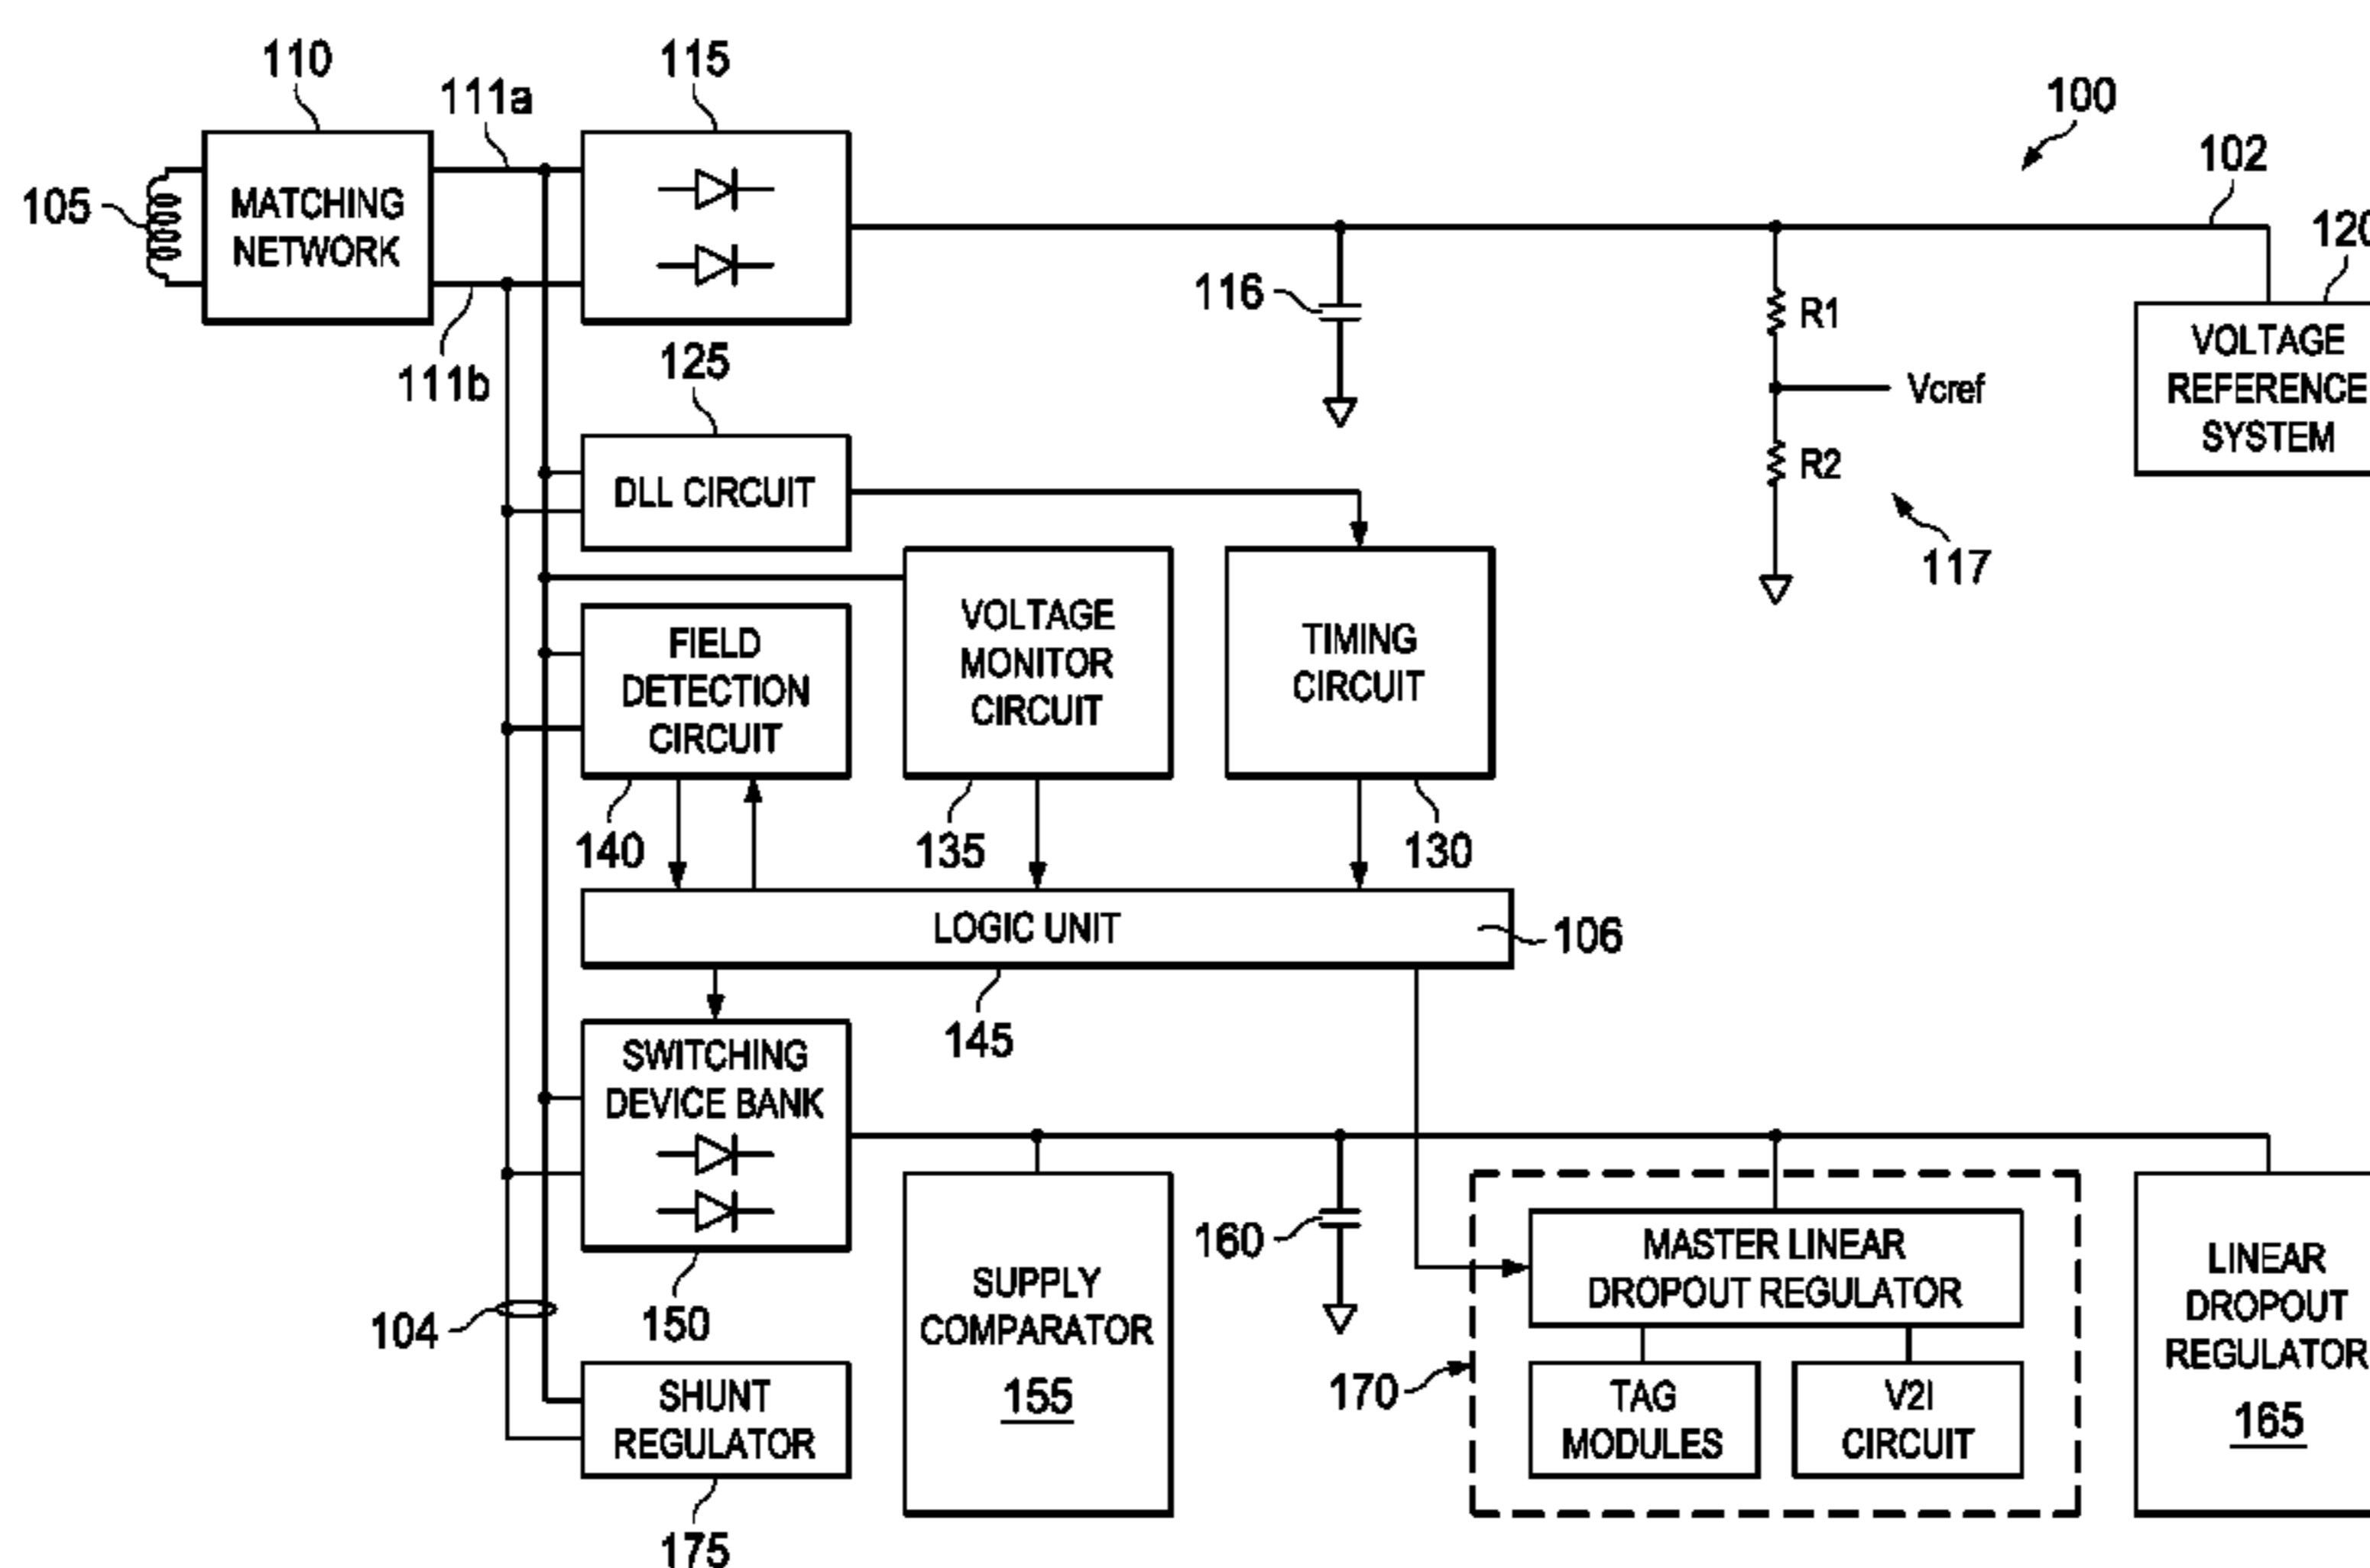 110
111a
115
100
102
105
MATCHING
NETWORK
120
116
R1
VOLTAGE
REFERENCE
SYSTEM
111b
125
Vcref
R2
DLL CIRCUIT
117
FIELD
DETECTION
CIRCUIT
VOLTAGE
MONITOR
CIRCUIT
TIMING
CIRCUIT
140
135
130
LOGIC UNIT
106
145
SWITCHING
DEVICE BANK
150
104
SUPPLY
COMPARATOR
155
160
MASTER LINEAR
DROPOUT REGULATOR
LINEAR
DROPOUT
REGULATOR
165
170
TAG
MODULES
V2I
CIRCUIT
SHUNT
REGULATOR
175